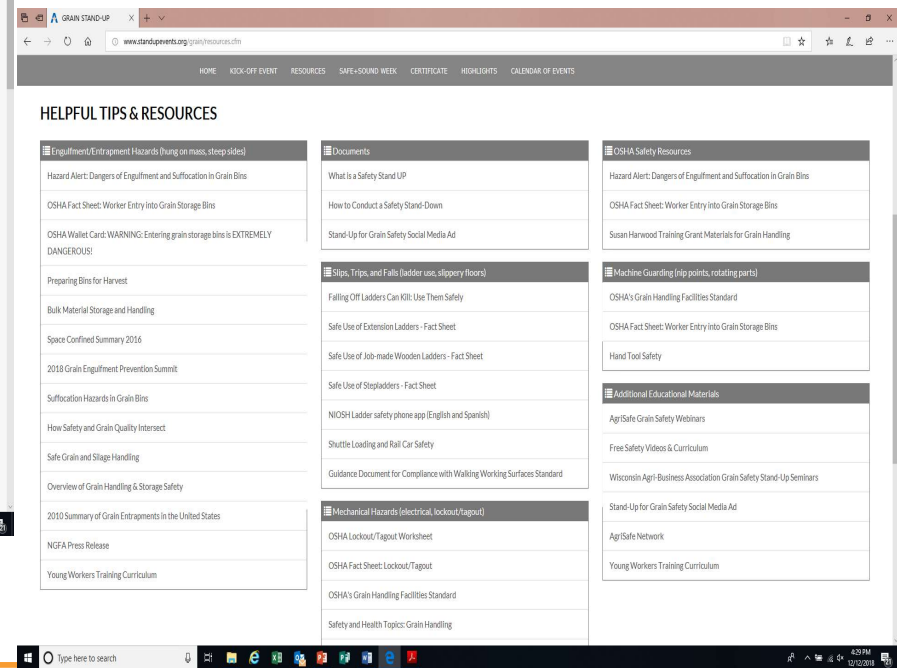 GRAIN STAND-UP
www.standupevents.org/grain/resources.cfm
HOME KICK-OFF EVENT RESOURCES SAFE+SOUND WEEK CERTIFICATE HIGHLIGHTS CALENDAR OF EVENTS
HELPFUL TIPS & RESOURCES
Engulfment/Entrapment Hazards (hung on mass, steep sides)
Hazard Alert: Dangers of Engulfment and Suffocation in Grain Bins
OSHA Fact Sheet: Worker Entry into Grain Storage Bins
OSHA Wallet Card: WARNING: Entering grain storage bins is EXTREMELY
DANGEROUS!
Preparing Bins for Harvest
Bulk Material Storage and Handling
Space Confined Summary 2016
2018 Grain Engulfment Prevention Summit
Suffocation Hazards in Grain Bins
How Safety and Grain Quality Intersect
Safe Grain and Silage Handling
Overview of Grain Handling & Storage Safety
2010 Summary of Grain Entrapments in the United States
NGFA Press Release
Young Workers Training Curriculum
Documents
What is a Safety Stand UP
How to Conduct a Safety Stand-Down
Stand-Up for Grain Safety Social Media Ad
Slips, Trips, and Falls (ladder use, slippery floors)
Falling Off Ladders Can Kill: Use Them Safely
Safe Use of Extension Ladders - Fact Sheet
Safe Use of Job-made Wooden Ladders - Fact Sheet
Safe Use of Stepladders - Fact Sheet
NIOSH Ladder safety phone app (English and Spanish)
Shuttle Loading and Rail Car Safety
Guidance Document for Compliance with Walking Working Surfaces Standard
Mechanical Hazards (electrical, lockout/tagout)
OSHA Lockout/Tagout Worksheet
OSHA Fact Sheet: Lockout/Tagout
OSHA's Grain Handling Facilities Standard
Safety and Health Topics: Grain Handling
OSHA Safety Resources
Hazard Alert: Dangers of Engulfment and Suffocation in Grain Bins
OSHA Fact Sheet: Worker Entry into Grain Storage Bins
Susan Harwood Training Grant Materials for Grain Handling
Machine Guarding (nip points, rotating parts)
OSHA's Grain Handling Facilities Standard
OSHA Fact Sheet: Worker Entry into Grain Storage Bins
Hand Tool Safety
Additional Educational Materials
AgriSafe Grain Safety Webinars
Free Safety Videos & Curriculum
Wisconsin Agri-Business Association Grain Safety Stand-Up Seminars
Stand-Up for Grain Safety Social Media Ad
AgriSafe Network
Young Workers Training Curriculum
Type here to search
4:29 PM
12/12/2018